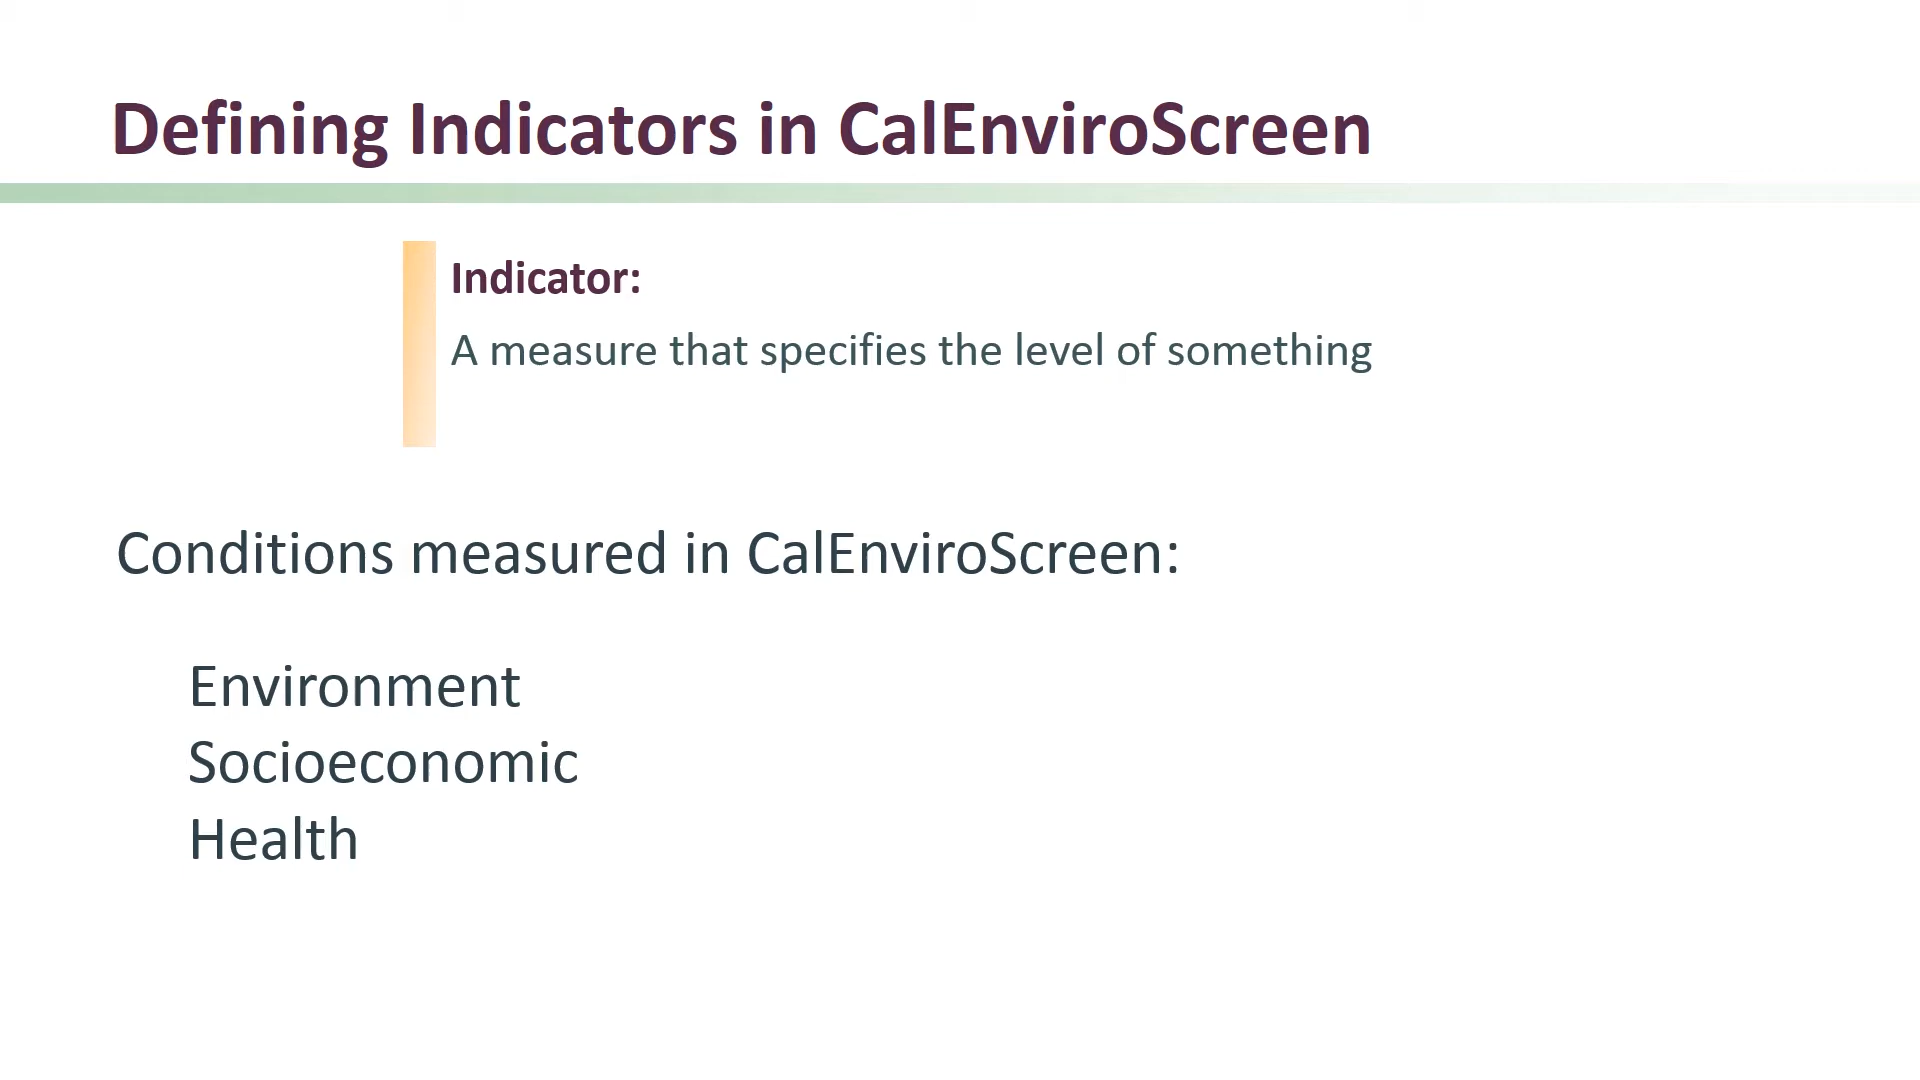 Defining Indicators in CalEnviroScreen
Indicator:
A measure that specifies the level of something
Conditions measured in CalEnviroScreen:
Environment
Socioeconomic
Health